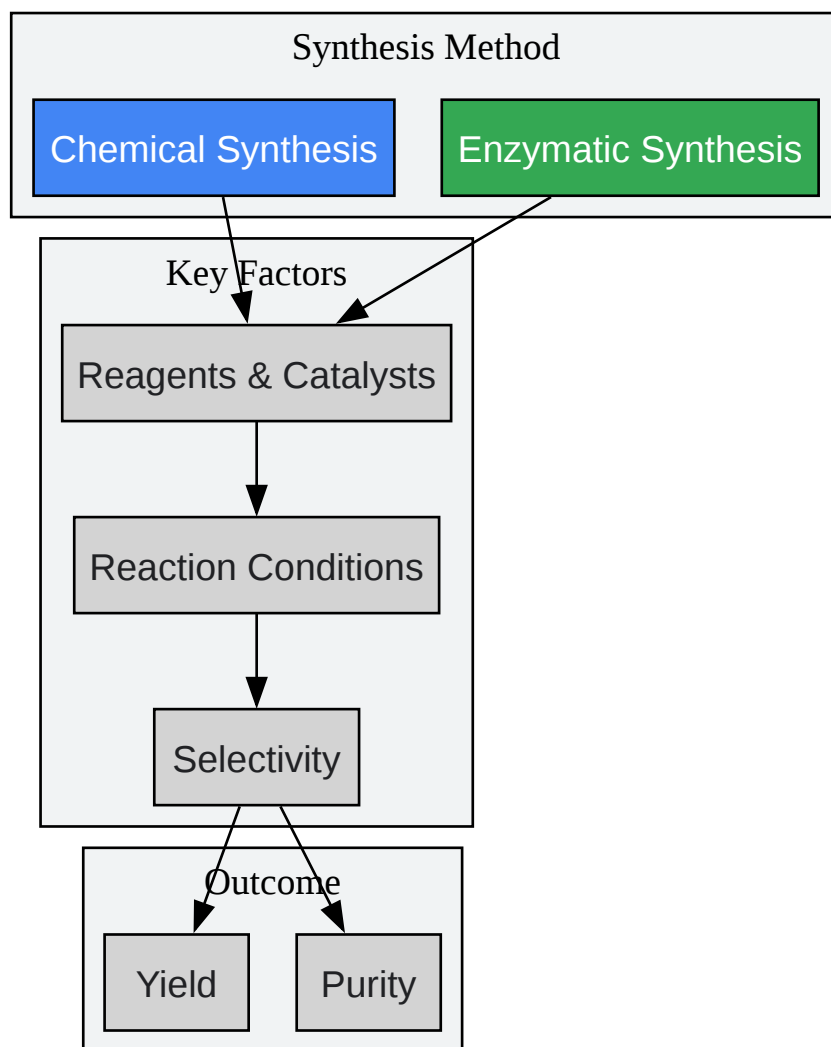 Synthesis Method
Chemical Synthesis
Enzymatic Synthesis
Key Factors
Reagents & Catalysts
Reaction Conditions
Selectivity
Outcome
Yield
Purity